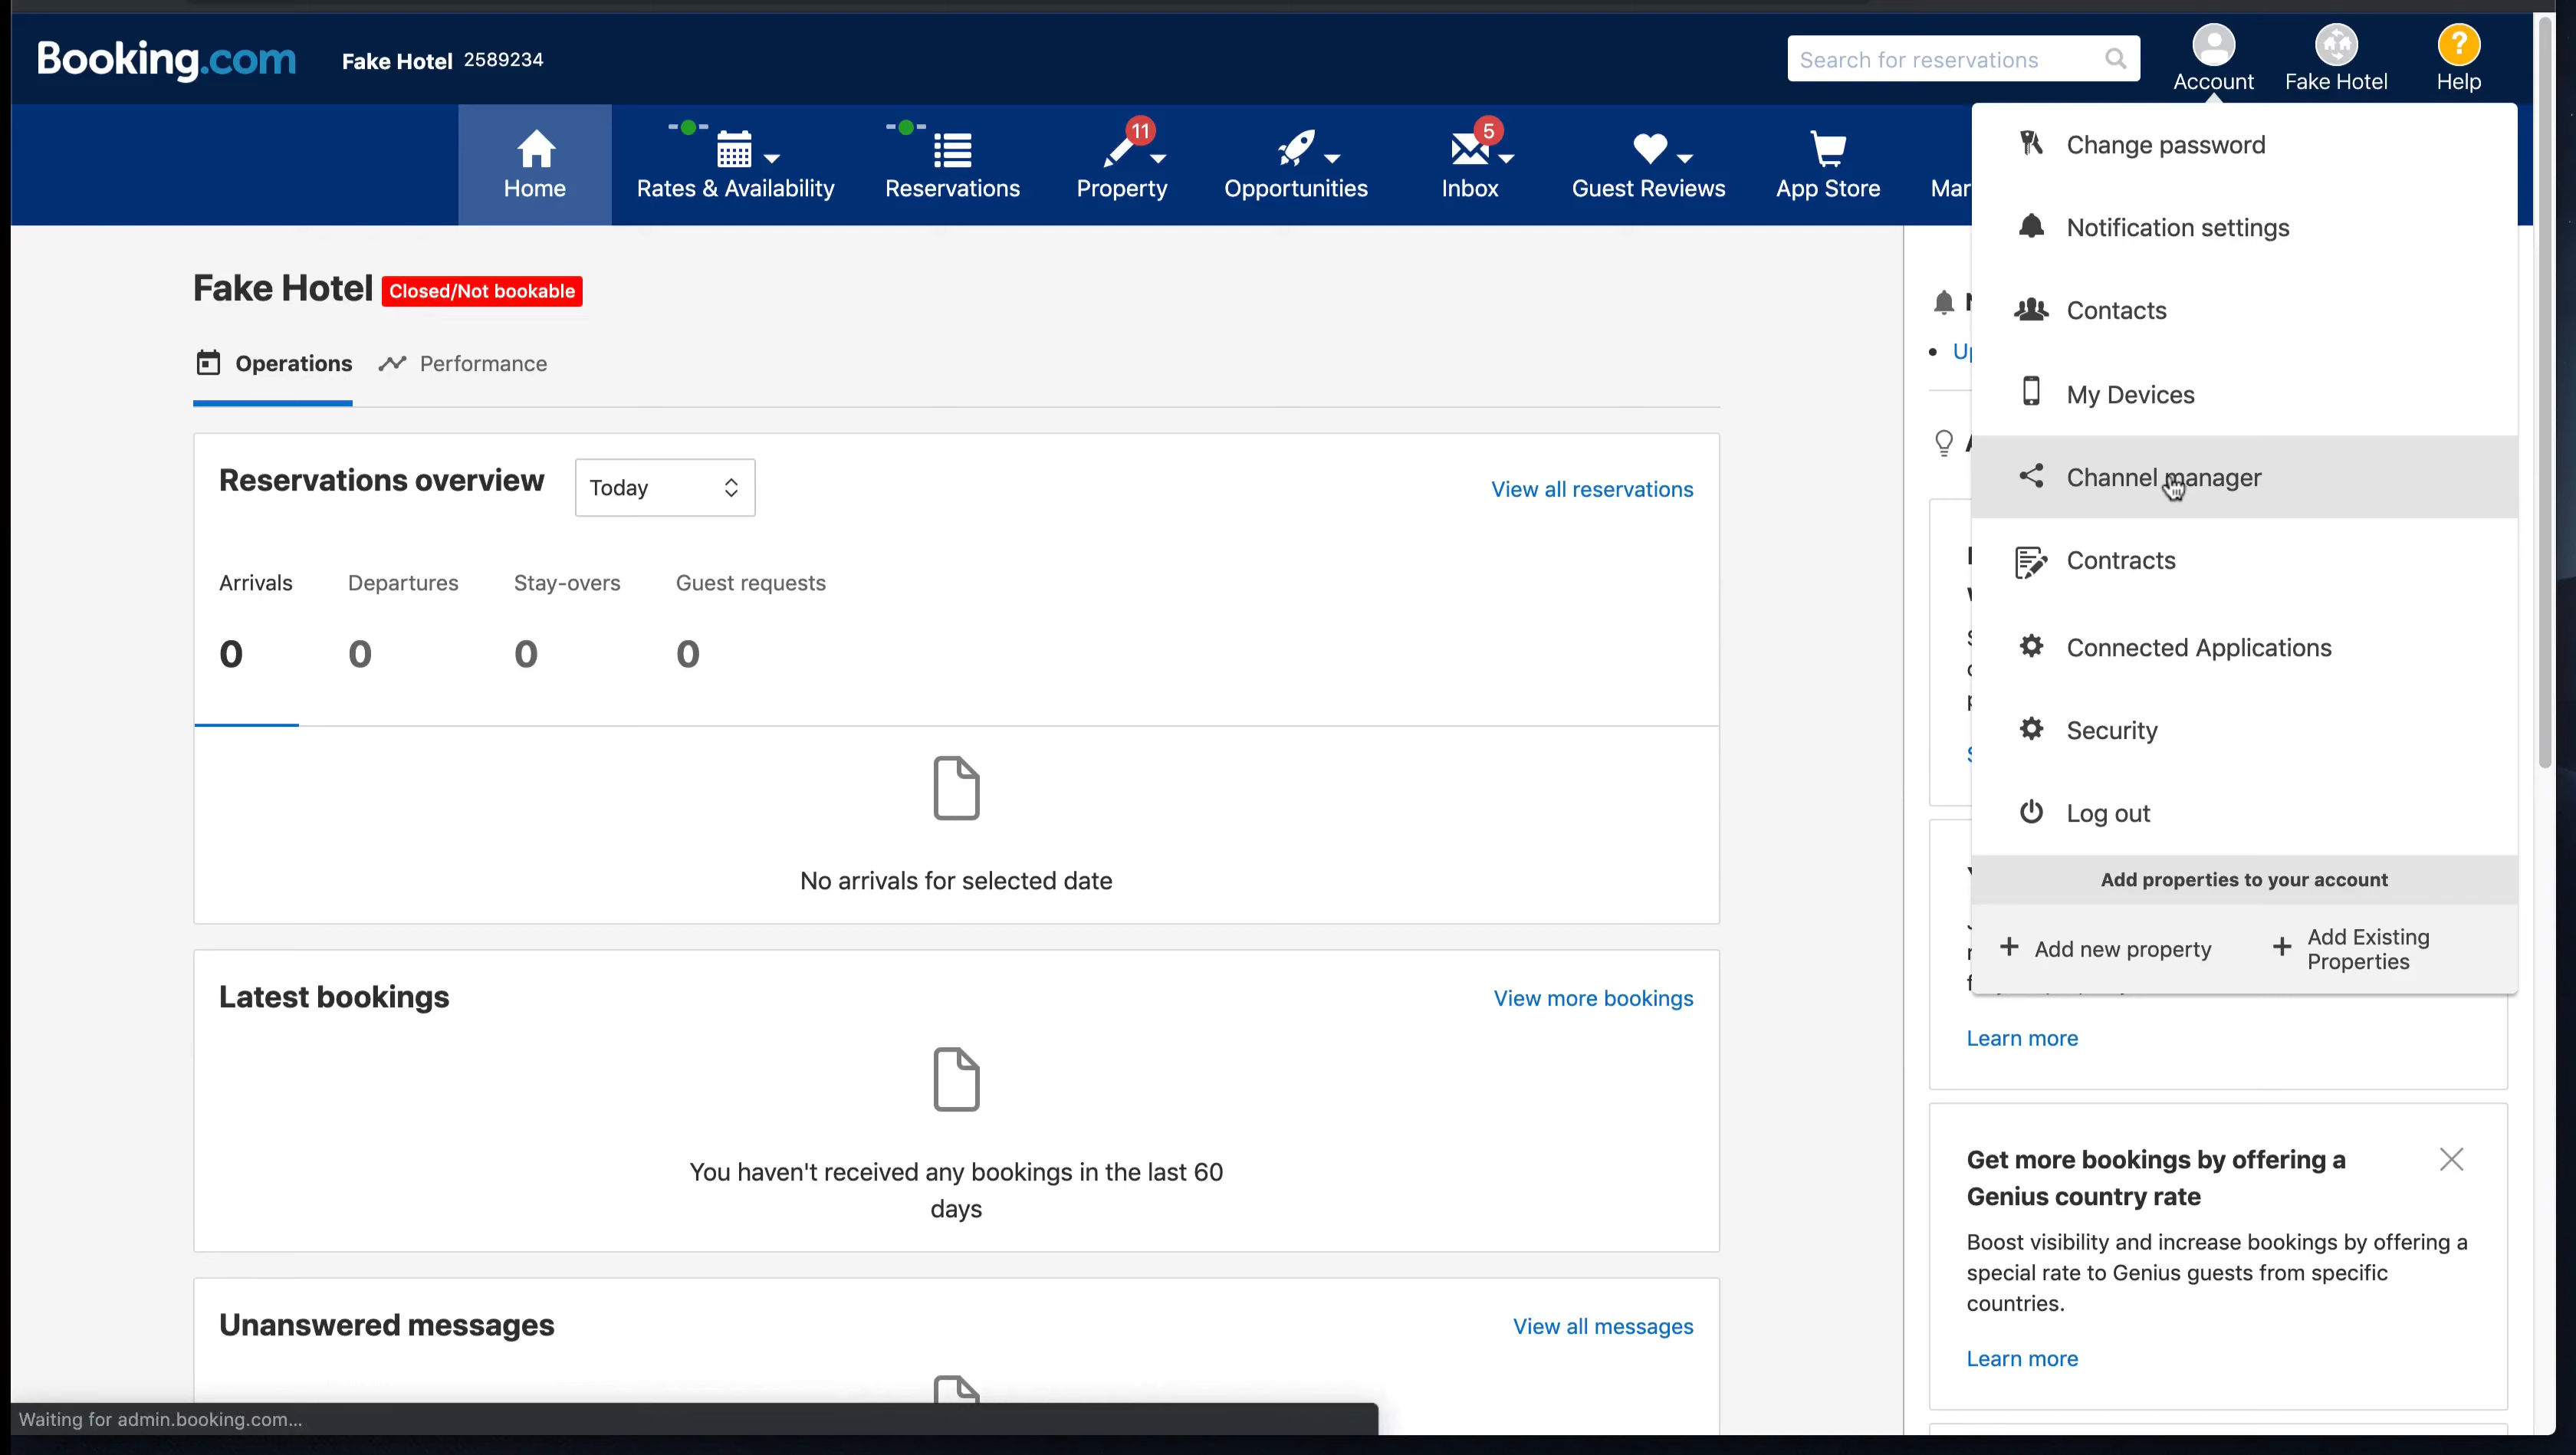 Booking.com
Fake Hotel 2589234
Search for reservations
Account
Fake Hotel
Help
Home
Rates & Availability
Reservations
11
Property
Opportunities
5
Inbox
Guest Reviews
App Store
Mar
Change password
Notification settings
Contacts
My Devices
Channel manager
Contracts
Connected Applications
Security
Log out
Add properties to your account
+ Add new property
+ Add Existing
Properties
Fake Hotel Closed/Not bookable
Operations
Performance
Reservations overview
Today
View all reservations
Arrivals
Departures
Stay-overs
Guest requests
0
0
0
0
No arrivals for selected date
Latest bookings
View more bookings
You haven't received any bookings in the last 60
days
Unanswered messages
View all messages
Learn more
Get more bookings by offering a
Genius country rate
Boost visibility and increase bookings by offering a
special rate to Genius guests from specific
countries.
Learn more
Waiting for admin.booking.com...